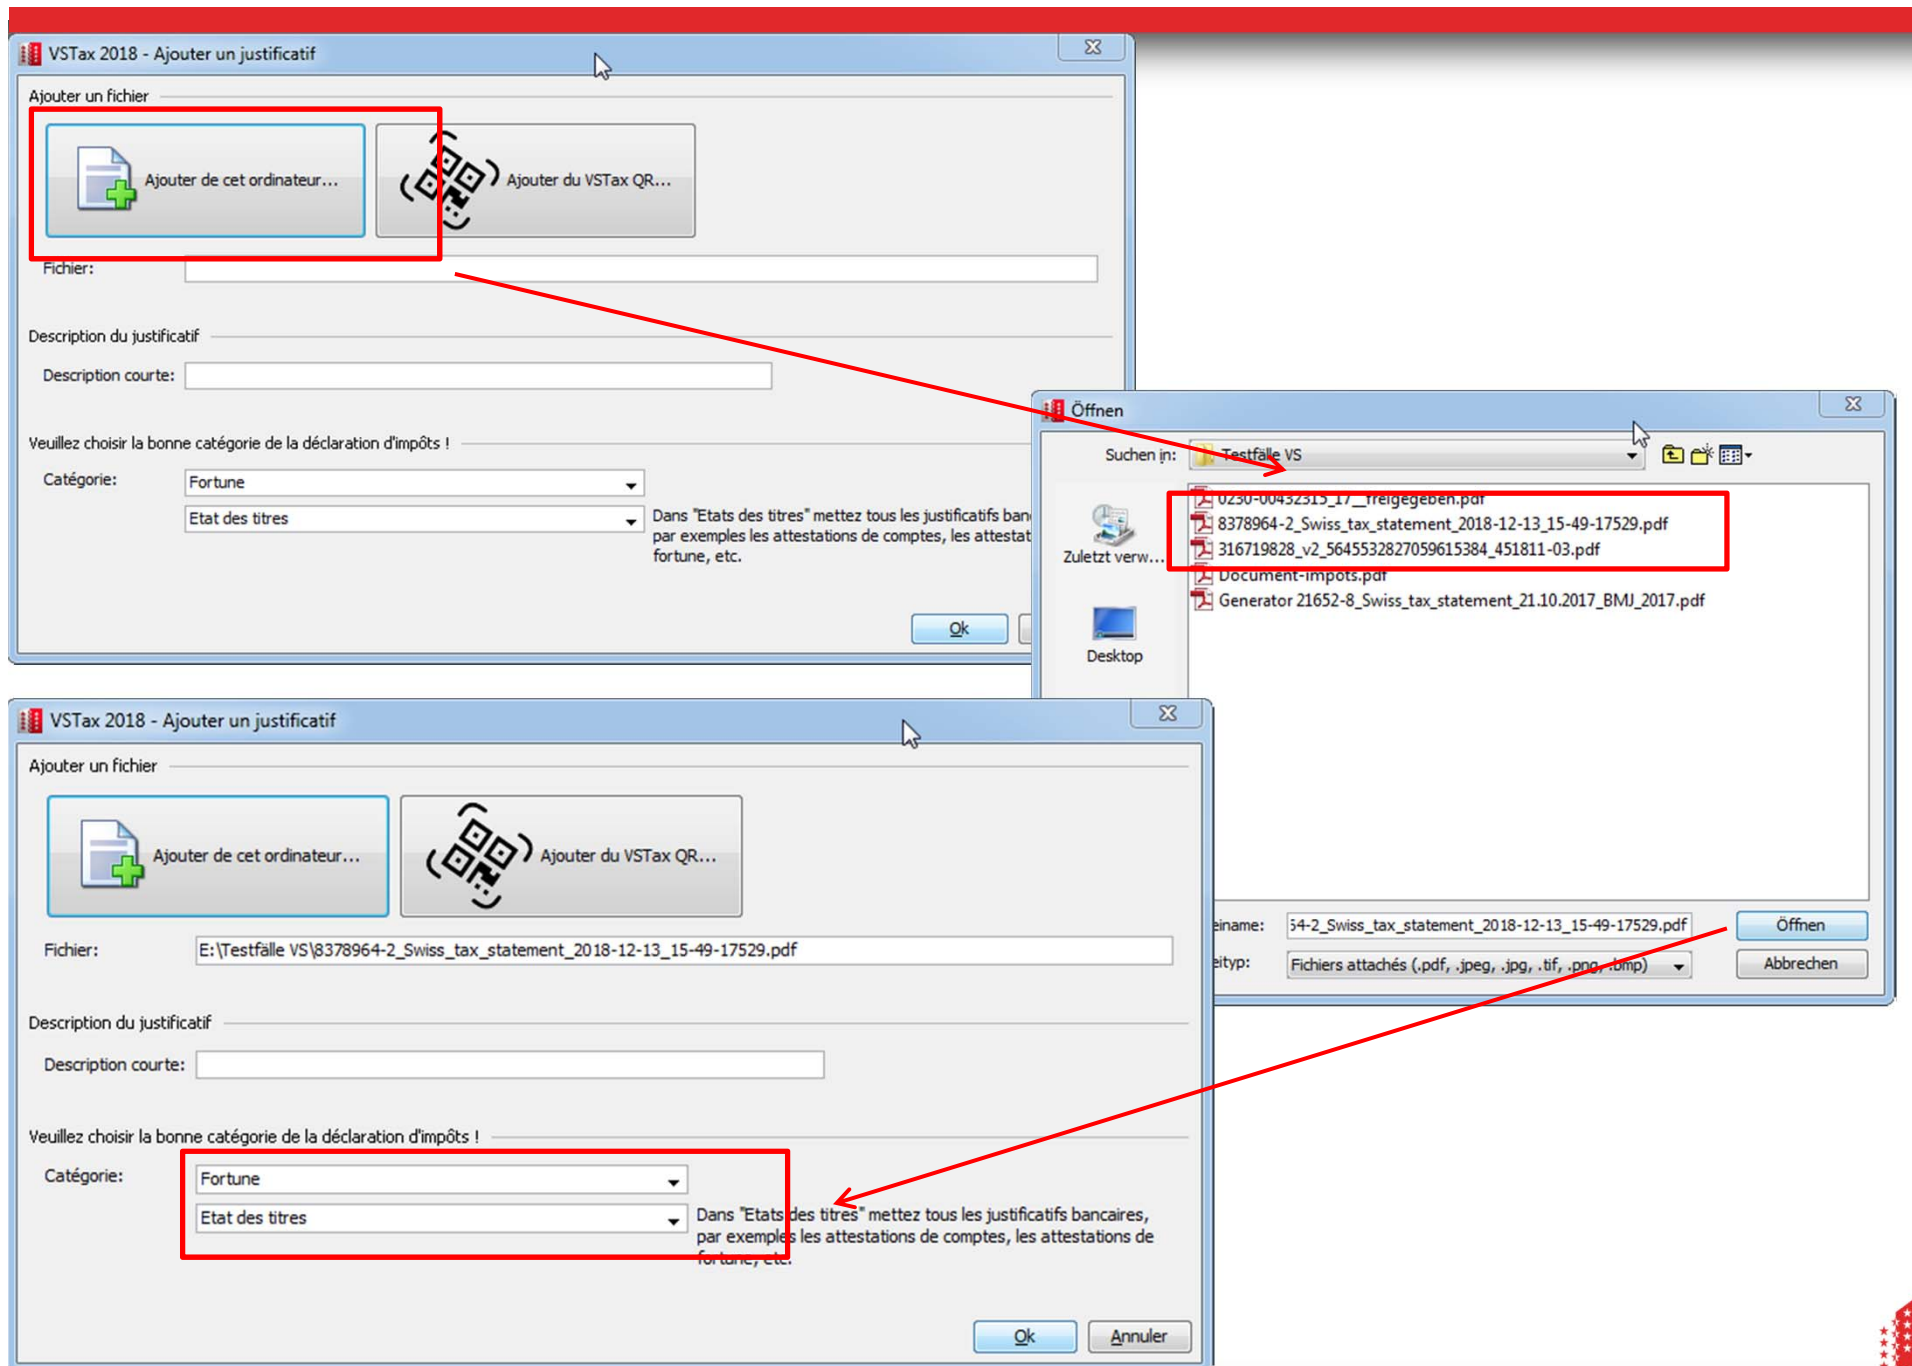 VSTax 2018 - Ajouter un justificatif
Ajouter un fichier
Ajouter de cet ordinateur...
Ajouter du VSTax QR...
Fichier:
Description du justificatif
Description courte:
Veuillez choisir la bonne catégorie de la déclaration d'impôts !
Catégorie:
Fortune
Etat des titres
Dans "Etats des titres" mettez tous les justificatifs ban
par exemples les attestations de comptes, les attestat
fortune, etc.
Ok
Öffnen
Suchen in:
Testfälle VS
0230-00432315_17__freigegeben.pdf
8378964-2_Swiss_tax_statement_2018-12-13_15-49-17529.pdf
316719828_v2_5645532827059615384_451811-03.pdf
Document-impots.pdf
Generator 21652-8_Swiss_tax_statement_21.10.2017_BMJ_2017.pdf
Zuletzt verw...
Desktop
einame:
54-2_Swiss_tax_statement_2018-12-13_15-49-17529.pdf
Öffnen
eityp:
Fichiers attachés (.pdf, .jpeg, .jpg, .tif, .png, .bmp)
Abbrechen
VSTax 2018 - Ajouter un justificatif
Ajouter un fichier
Ajouter de cet ordinateur...
Ajouter du VSTax QR...
Fichier:
E:\Testfälle VS\8378964-2_Swiss_tax_statement_2018-12-13_15-49-17529.pdf
Description du justificatif
Description courte:
Veuillez choisir la bonne catégorie de la déclaration d'impôts !
Catégorie:
Fortune
Etat des titres
Dans "Etats des titres" mettez tous les justificatifs bancaires,
par exemples les attestations de comptes, les attestations de
fortune, etc.
Ok
Annuler